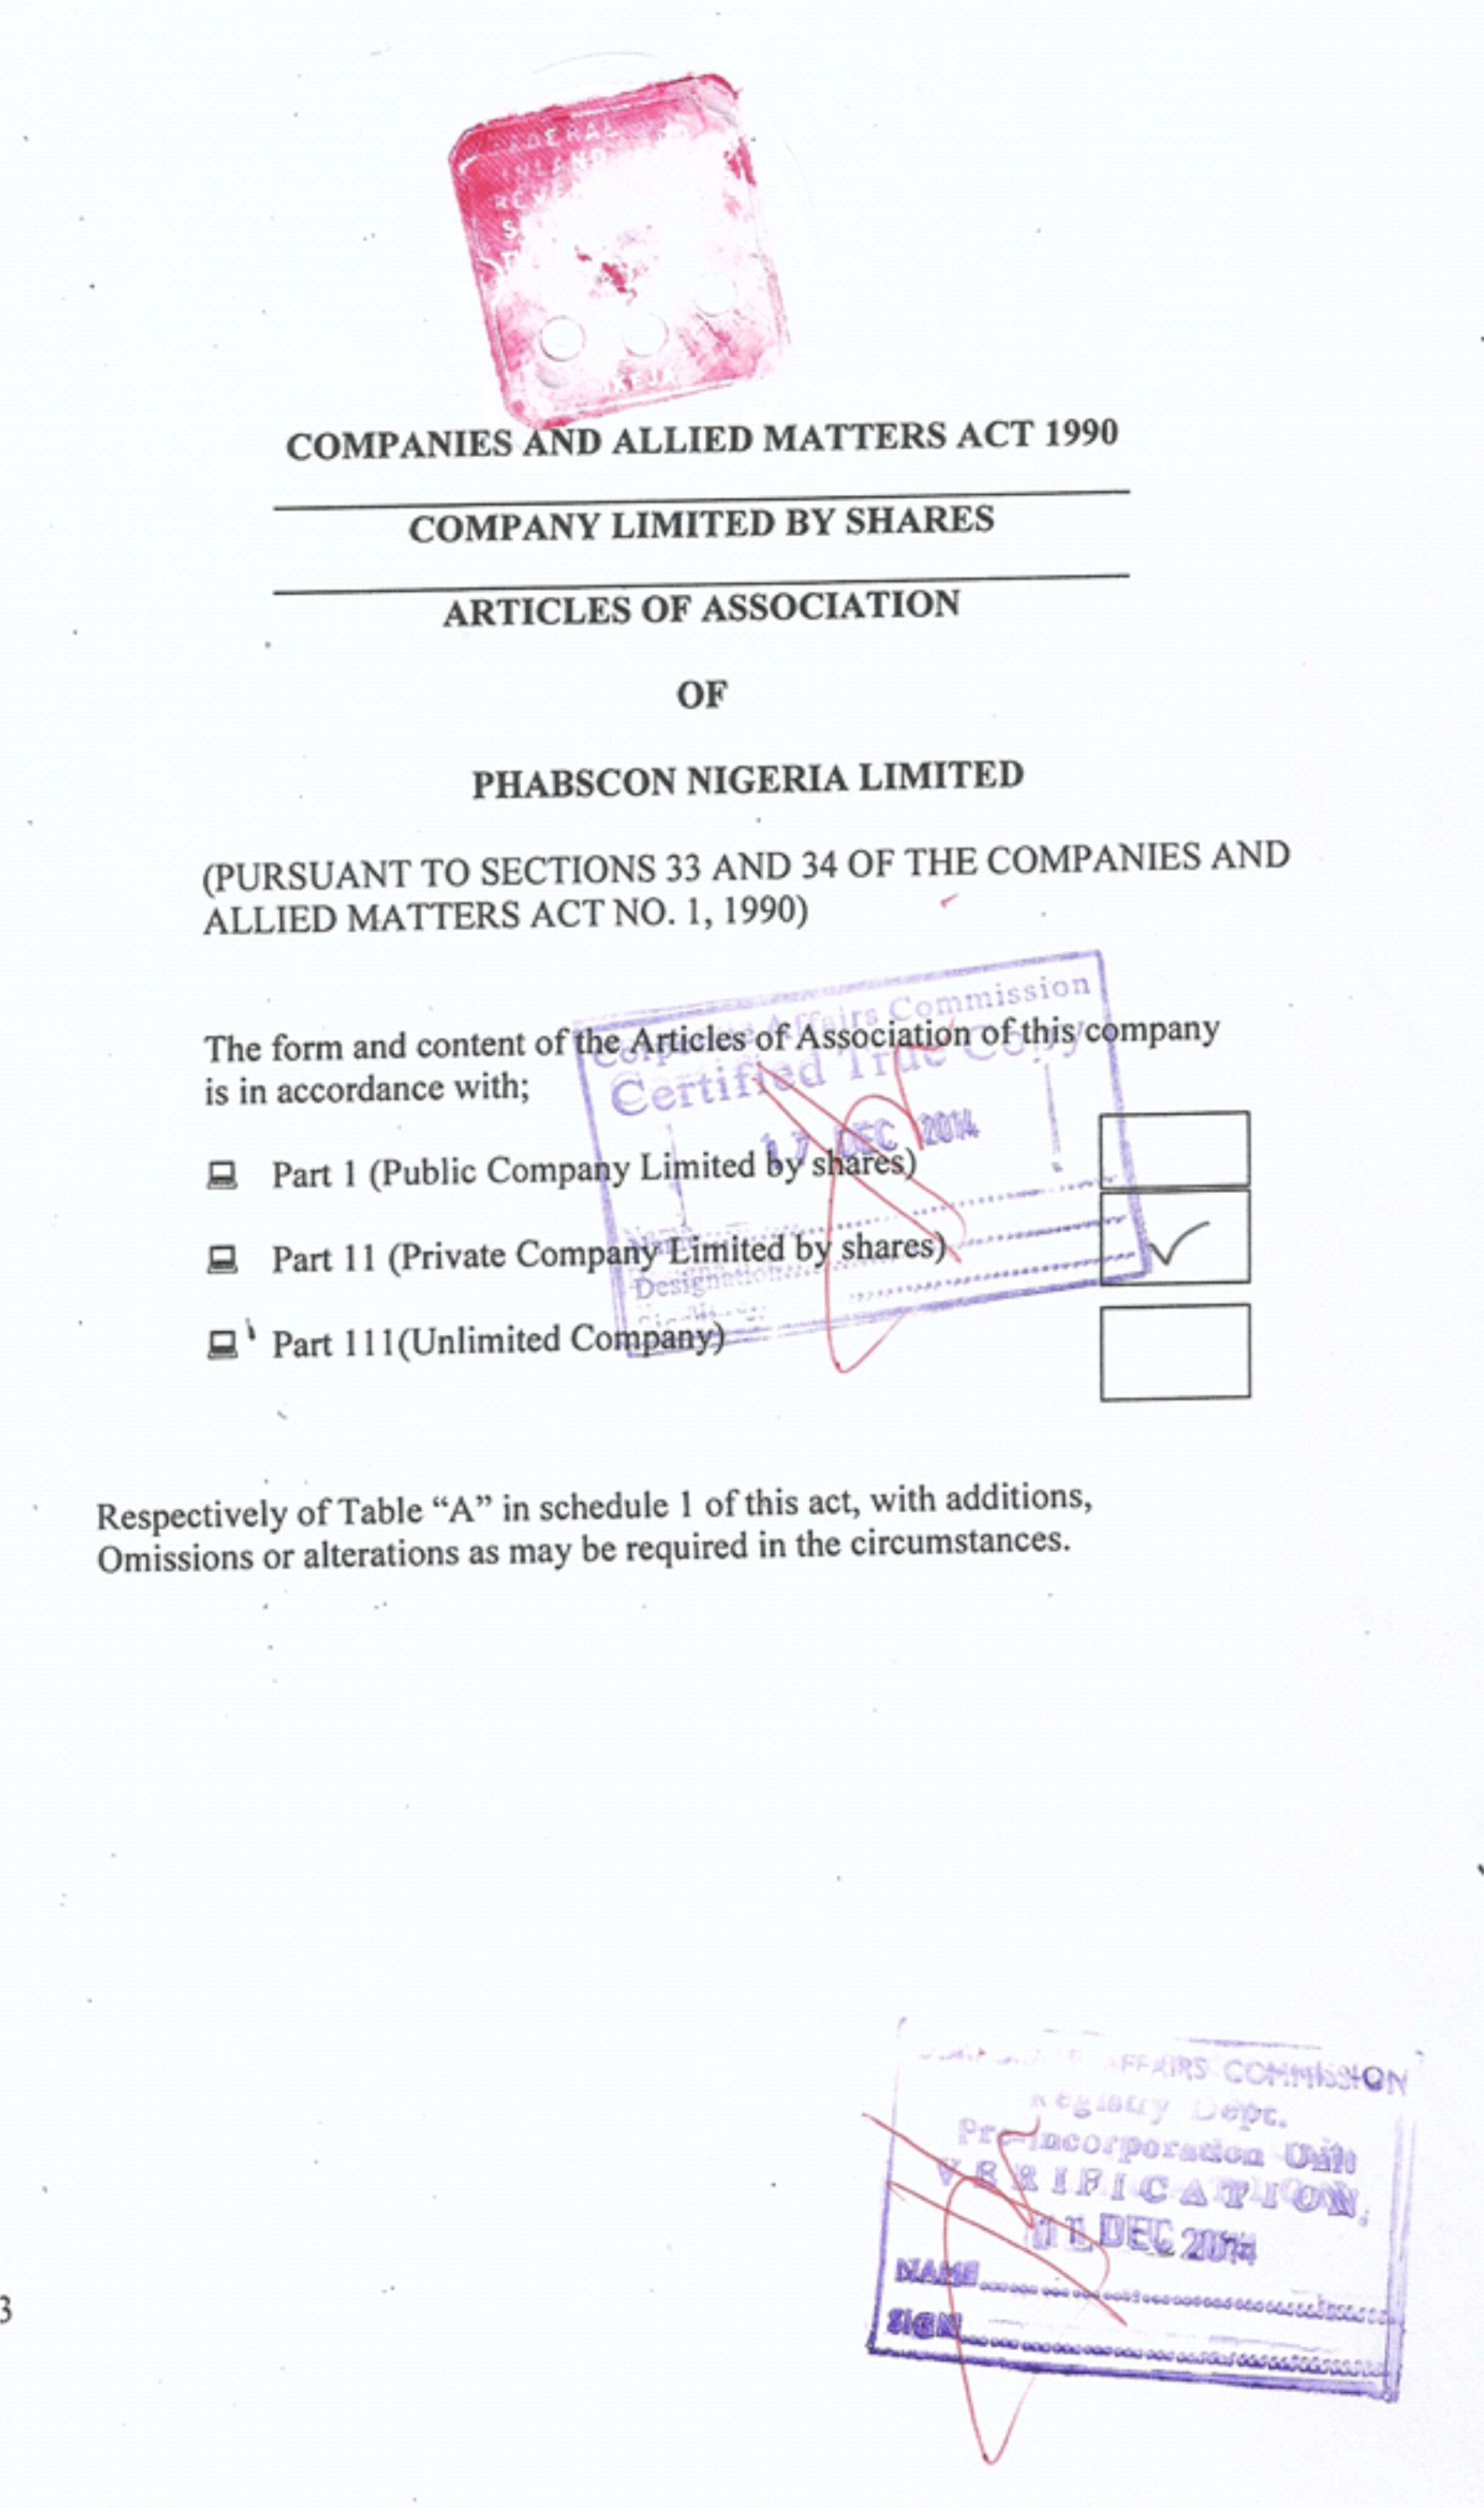 FEDERAL
INLAND
COMPANIES AND ALLIED MATTERS ACT 1990
COMPANY LIMITED BY SHARES
ARTICLES OF ASSOCIATION
OF
PHABSCON NIGERIA LIMITED
(PURSUANT TO SECTIONS 33 AND 34 OF THE COMPANIES AND
ALLIED MATTERS ACT NO. 1, 1990)
Corporate Affairs Commission
The form and content of the Articles of Association of this company
Certified True Copy
is in accordance with;
17 DEC 2014
Part 1 (Public Company Limited by shares)
Name
Part 11 (Private Company Limited by shares)
Designation
Part 111(Unlimited Company)
Respectively of Table “A” in schedule 1 of this act, with additions,
Omissions or alterations as may be required in the circumstances.
AFFAIRS COMMISSION
Registry Dept.
Pre-incorporation Unit
VERIFICATION
DEC 2014
NAME
SIGN
3